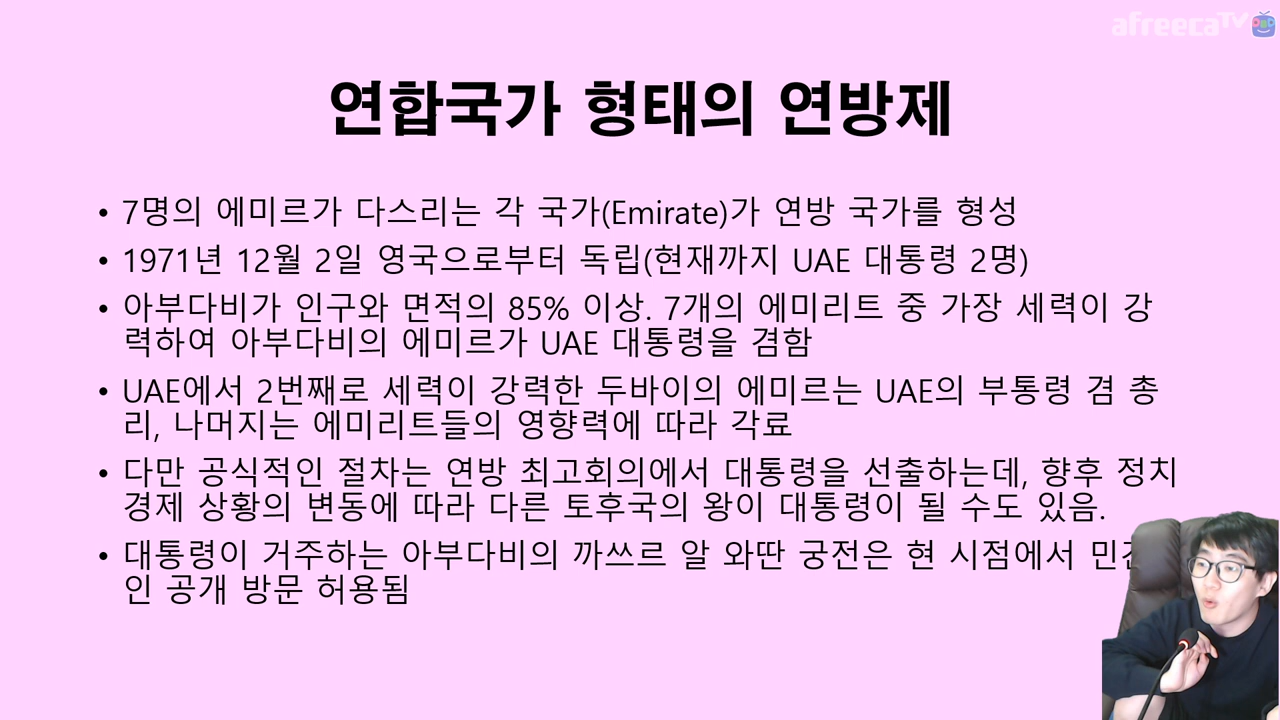 afreecaTV
연합국가 형태의 연방제
• 7명의 에미르가 다스리는 각 국가(Emirate)가 연방 국가를 형성
• 1971년 12월 2일 영국으로부터 독립(현재까지 UAE 대통령 2명)
• 아부다비가 인구와 면적의 85% 이상. 7개의 에미리트 중 가장 세력이 강
력하여 아부다비의 에미르가 UAE 대통령을 겸함
• UAE에서 2번째로 세력이 강력한 두바이의 에미르는 UAE의 부통령 겸 총
리, 나머지는 에미리트들의 영향력에 따라 각료
• 다만 공식적인 절차는 연방 최고회의에서 대통령을 선출하는데, 향후 정치
경제 상황의 변동에 따라 다른 토후국의 왕이 대통령이 될 수도 있음.
• 대통령이 거주하는 아부다비의 까쓰르 알 와딴 궁전은 현 시점에서
인 공개 방문 허용됨